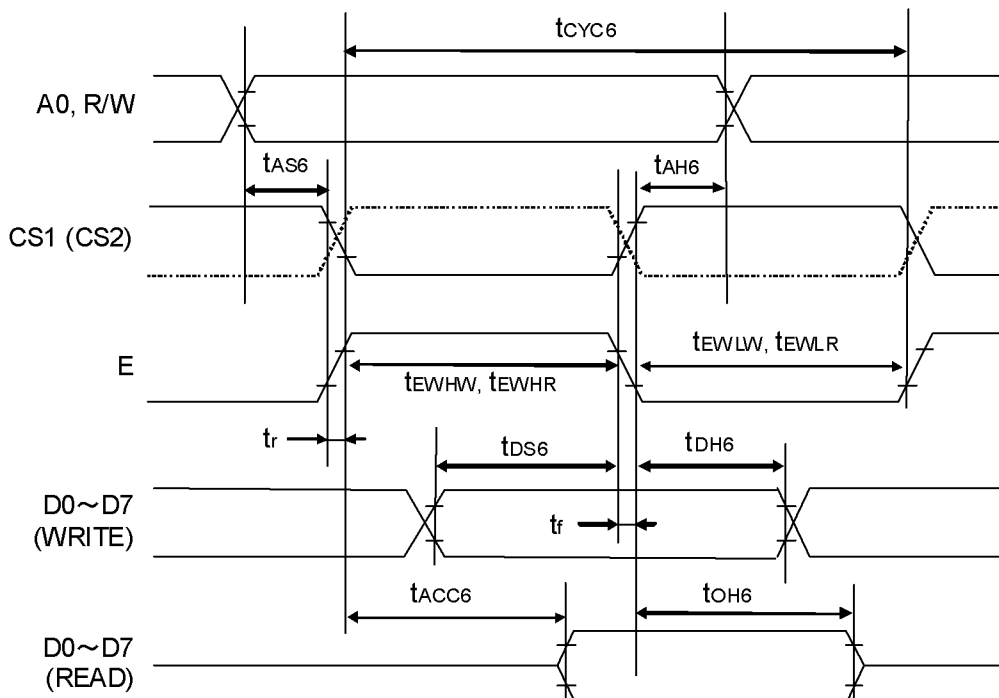 tCYC6
A0, R/W
tAS6
tAH6
CS1 (CS2)
E
tEWLW, tEWLR
tEWHW, tEWHR
tr
tDS6
tDH6
D0～D7
(WRITE)
tf
tACC6
tOH6
D0～D7
(READ)